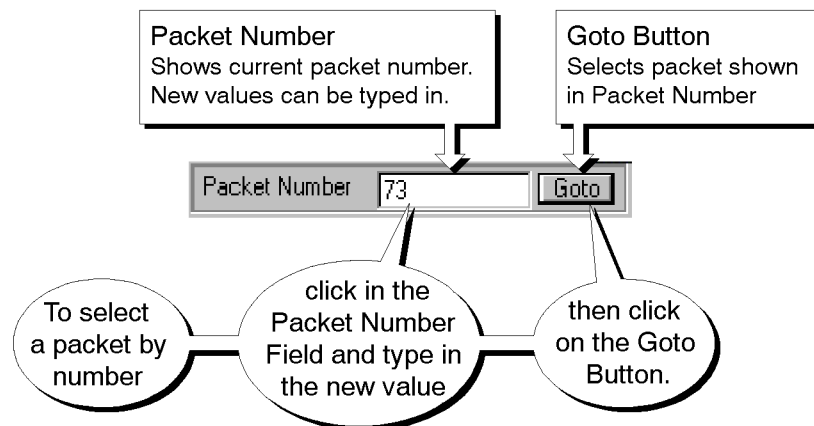 Packet Number
Shows current packet number.
New values can be typed in.
Goto Button
Selects packet shown
in Packet Number
Packet Number 73 Goto
To select
a packet by
number
click in the
Packet Number
Field and type in
the new value
then click
on the Goto
Button.